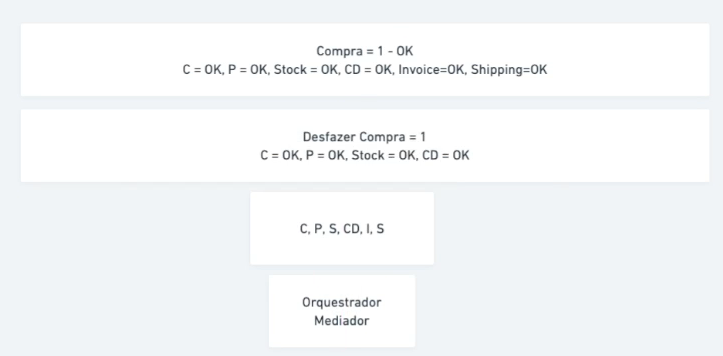 Compra = 1 - OK
C = OK, P = OK, Stock = OK, CD = OK, Invoice=OK, Shipping=OK
Desfazer Compra = 1
C = OK, P = OK, Stock = OK, CD = OK
C, P, S, CD, I, S
Orquestrador
Mediador